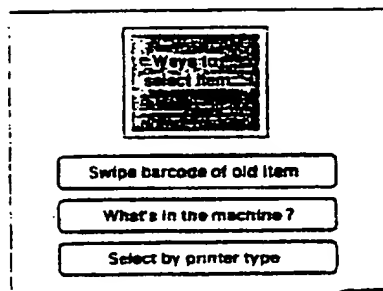 Ways to
select item
Swipe barcode of old item
What's in the machine ?
Select by printer type